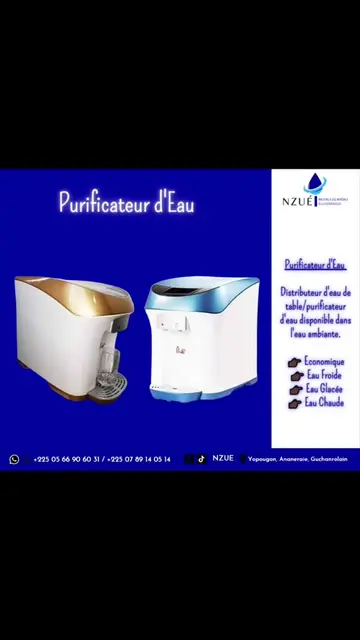 Purificateur d'Eau
NZUÉ
Purificateur d'Eau
Distributeur d'eau de
table/purificateur
d'eau disponible dans
l'eau ambiante.
Economique
Eau Froide
Eau Glacée
Eau Chaude
+225 05 66 90 60 31 / +225 07 89 14 05 14
NZUE
Yopougon, Ananeraie, Guchanrolain